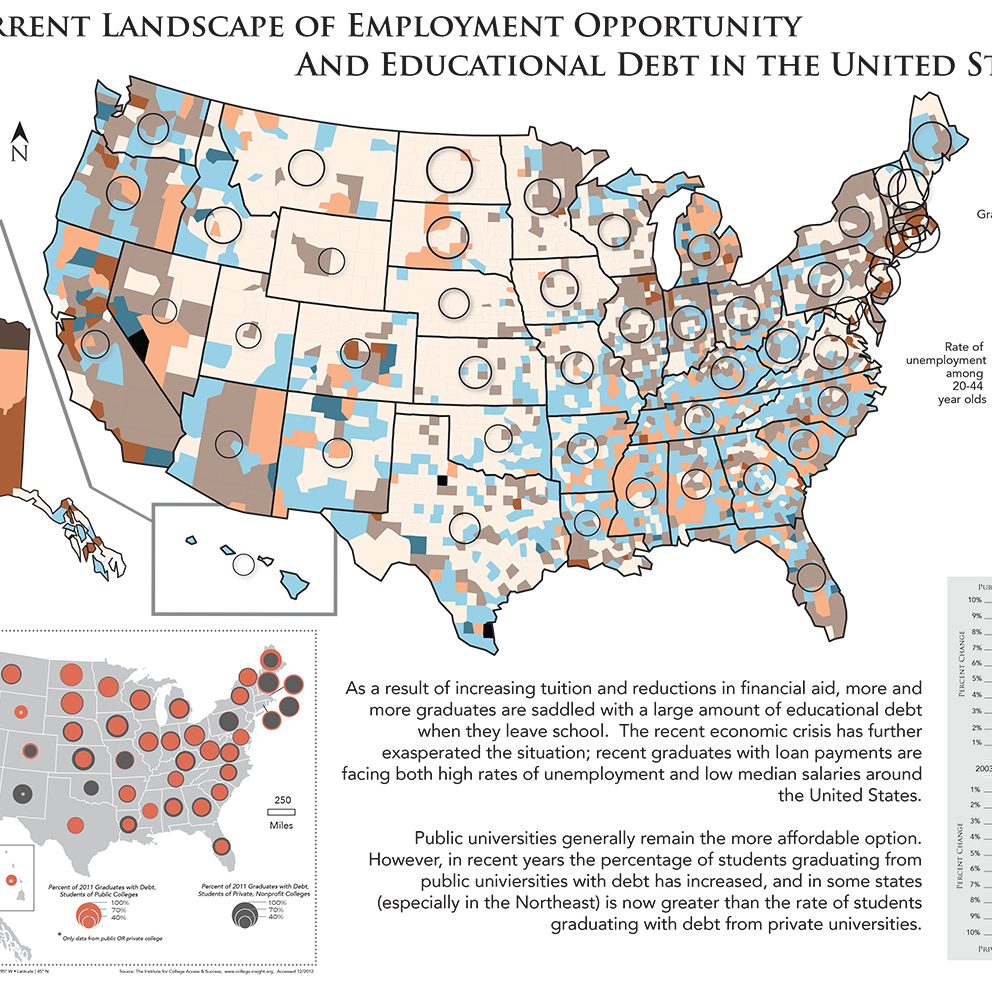 RRENT LANDSCAPE OF EMPLOYMENT OPPORTUNITY
AND EDUCATIONAL DEBT IN THE UNITED ST
N
Gra
Rate of
unemployment
among
20-44
year olds
As a result of increasing tuition and reductions in financial aid, more and
more graduates are saddled with a large amount of educational debt
when they leave school.  The recent economic crisis has further
exasperated the situation; recent graduates with loan payments are
facing both high rates of unemployment and low median salaries around
the United States.
Public universities generally remain the more affordable option.
However, in recent years the percentage of students graduating from
public univiersities with debt has increased, and in some states
(especially in the Northeast) is now greater than the rate of students
graduating with debt from private universities.
250
Miles
Percent of 2011 Graduates with Debt,
Students of Public Colleges
100%
70%
40%
* Only data from public OR private college
Percent of 2011 Graduates with Debt,
Students of Private, Nonprofit Colleges
100%
70%
40%
95° W • Latitude | 45° N
Source: The Institute for College Access & Success, www.college-insight.org. Accessed 12/2012.
PUB
10%
9%
8%
7%
6%
5%
4%
3%
2%
1%
PERCENT CHANGE
2003
1%
2%
3%
4%
5%
6%
7%
8%
9%
10%
PERCENT CHANGE
PRIV